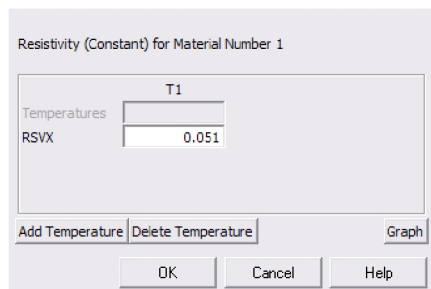 Resistivity (Constant) for Material Number 1
T1
Temperatures
RSVX 0.051
Add Temperature Delete Temperature Graph
OK Cancel Help